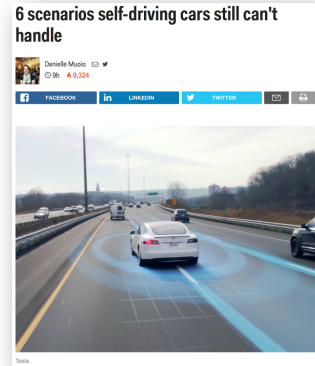 6 scenarios self-driving cars still can't
handle
Danielle Muoio
9h 9,324
FACEBOOK
LINKEDIN
TWITTER
Tesla